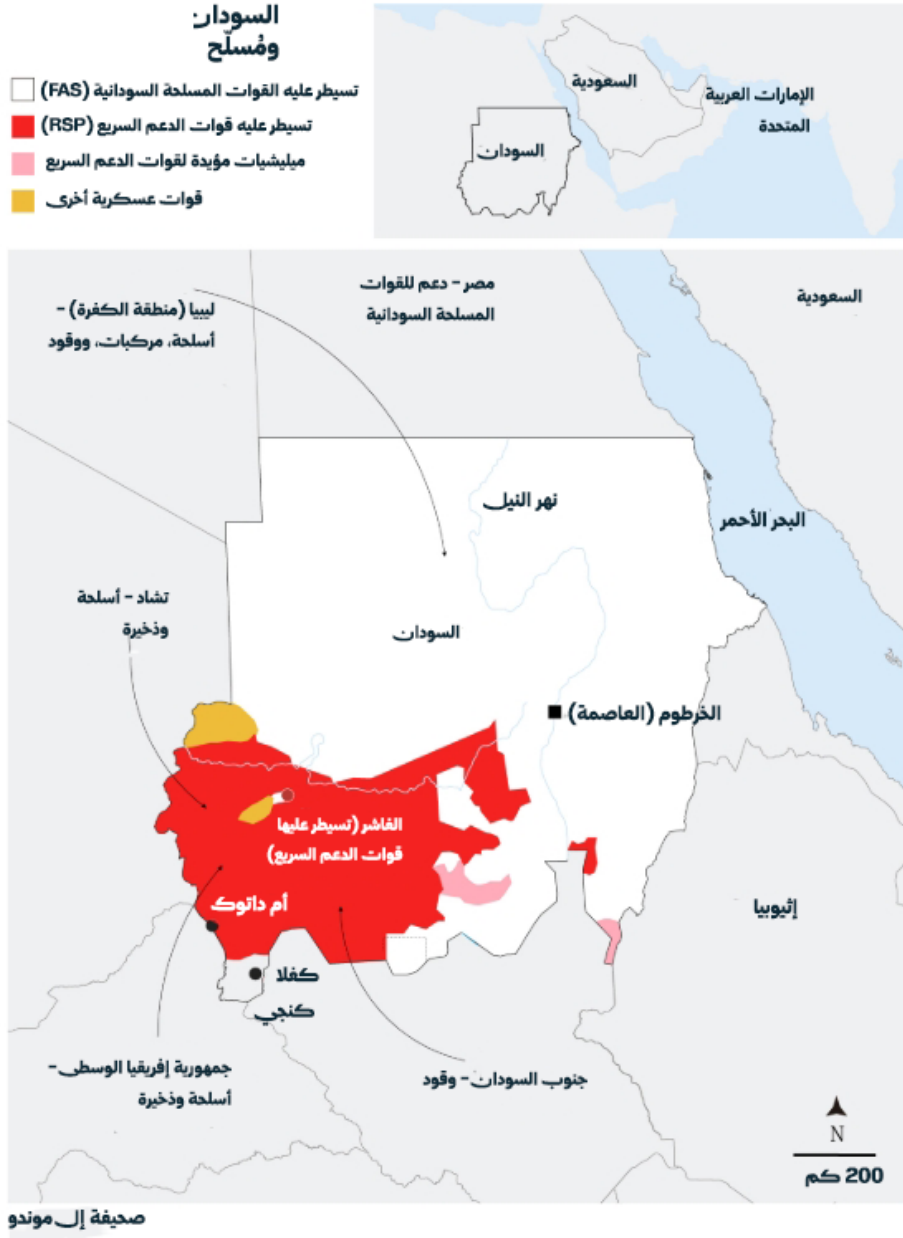 السودان
ومُسلّح
تسيطر عليه القوات المسلحة السودانية (FAS)
تسيطر عليه قوات الدعم السريع (RSP)
ميليشيات مؤيدة لقوات الدعم السريع
قوات عسكرية أخرى
السعودية
الإمارات العربية
المتحدة
السودان
ليبيا (منطقة الكفرة) -
أسلحة، مركبات، ووقود
مصر - دعم للقوات
المسلحة السودانية
السعودية
نهر النيل
البحر الأحمر
تشاد - أسلحة
وذخيرة
السودان
الخرطوم (العاصمة)
الفاشر (تسيطر عليها
قوات الدعم السريع)
أم داتوك
إثيوبيا
كفلا
كنجي
جمهورية إفريقيا الوسطى -
أسلحة وذخيرة
جنوب السودان - وقود
N
200 كم
صحيفة إل موندو